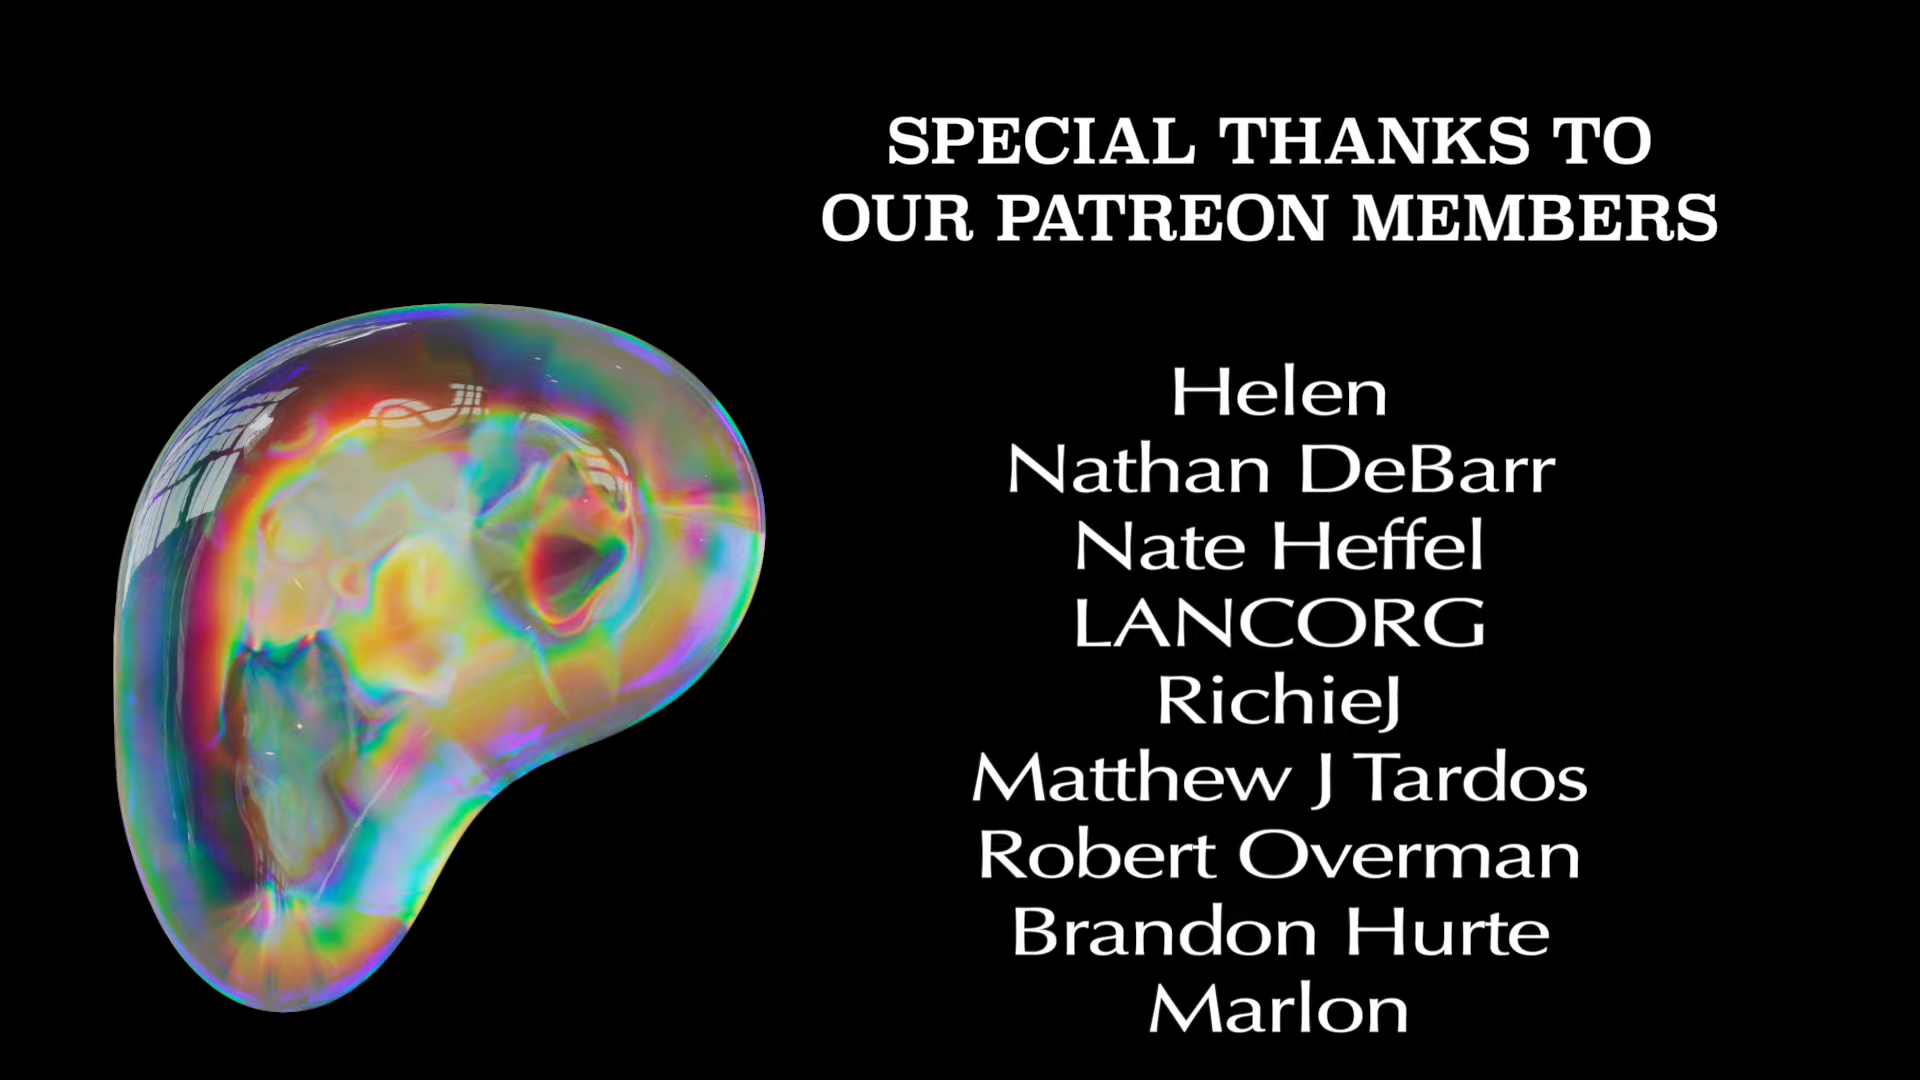 SPECIAL THANKS TO
OUR PATREON MEMBERS
Helen
Nathan DeBarr
Nate Heffel
LANCORG
RichieJ
Matthew J Tardos
Robert Overman
Brandon Hurte
Marlon